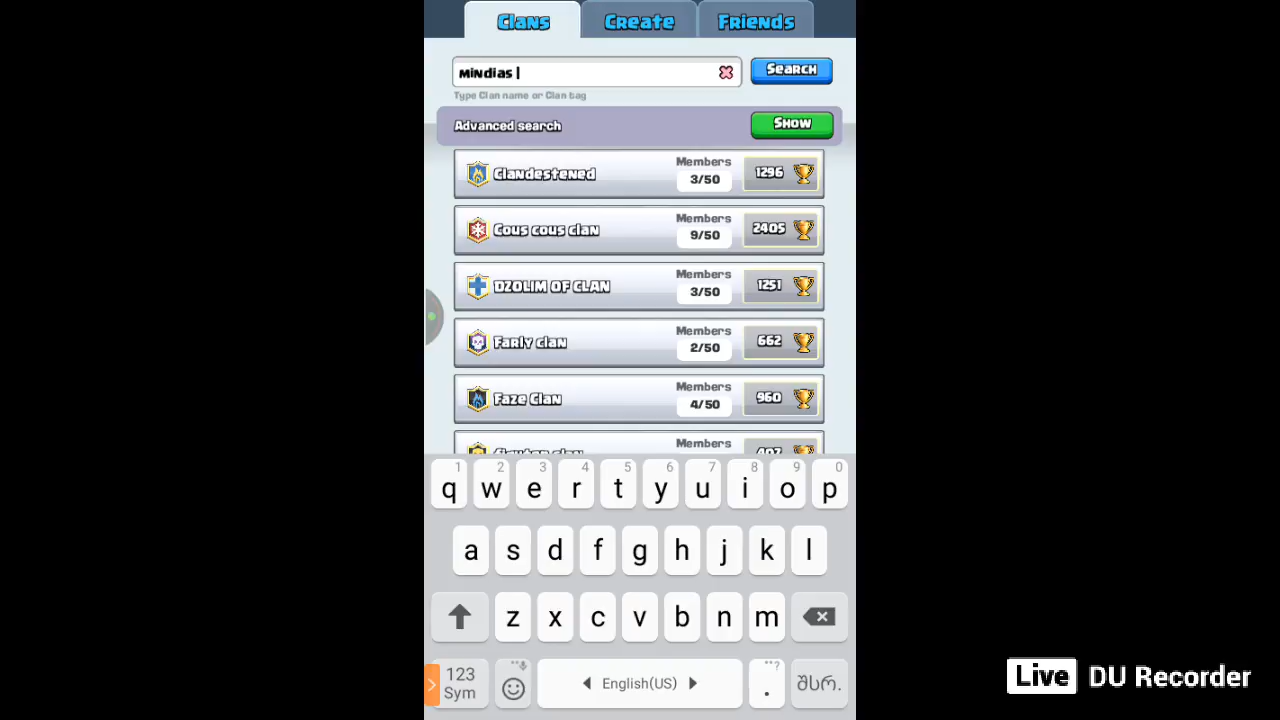 Clans Create Friends
Mindias
Search
Type Clan name or Clan tag
Advanced search
Show
Clandestened Members 3/50 1296
Cous cous clan Members 9/50 2405
DZOLIM OF CLAN Members 3/50 1251
Farly clan Members 2/50 662
Faze Clan Members 4/50 960
Members
1 2 3 4 5 6 7 8 9 0
q w e r t y u i o p
a s d f g h j k l
z x c v b n m
123 Sym English(US) . შსრ.
Live DU Recorder